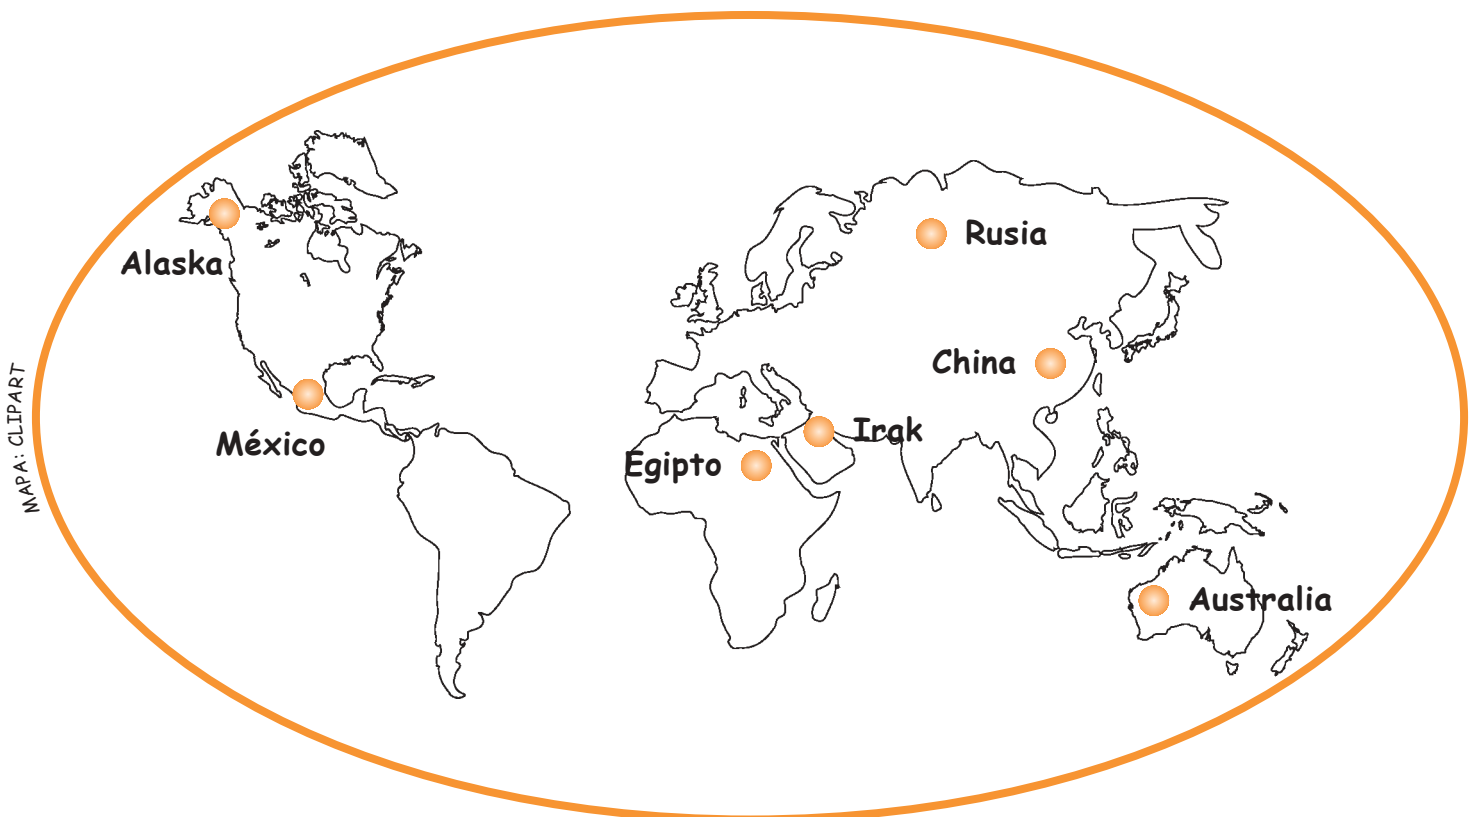 Alaska
Rusia
China
México
Irak
Egipto
Australia
MAPA: CLIPART